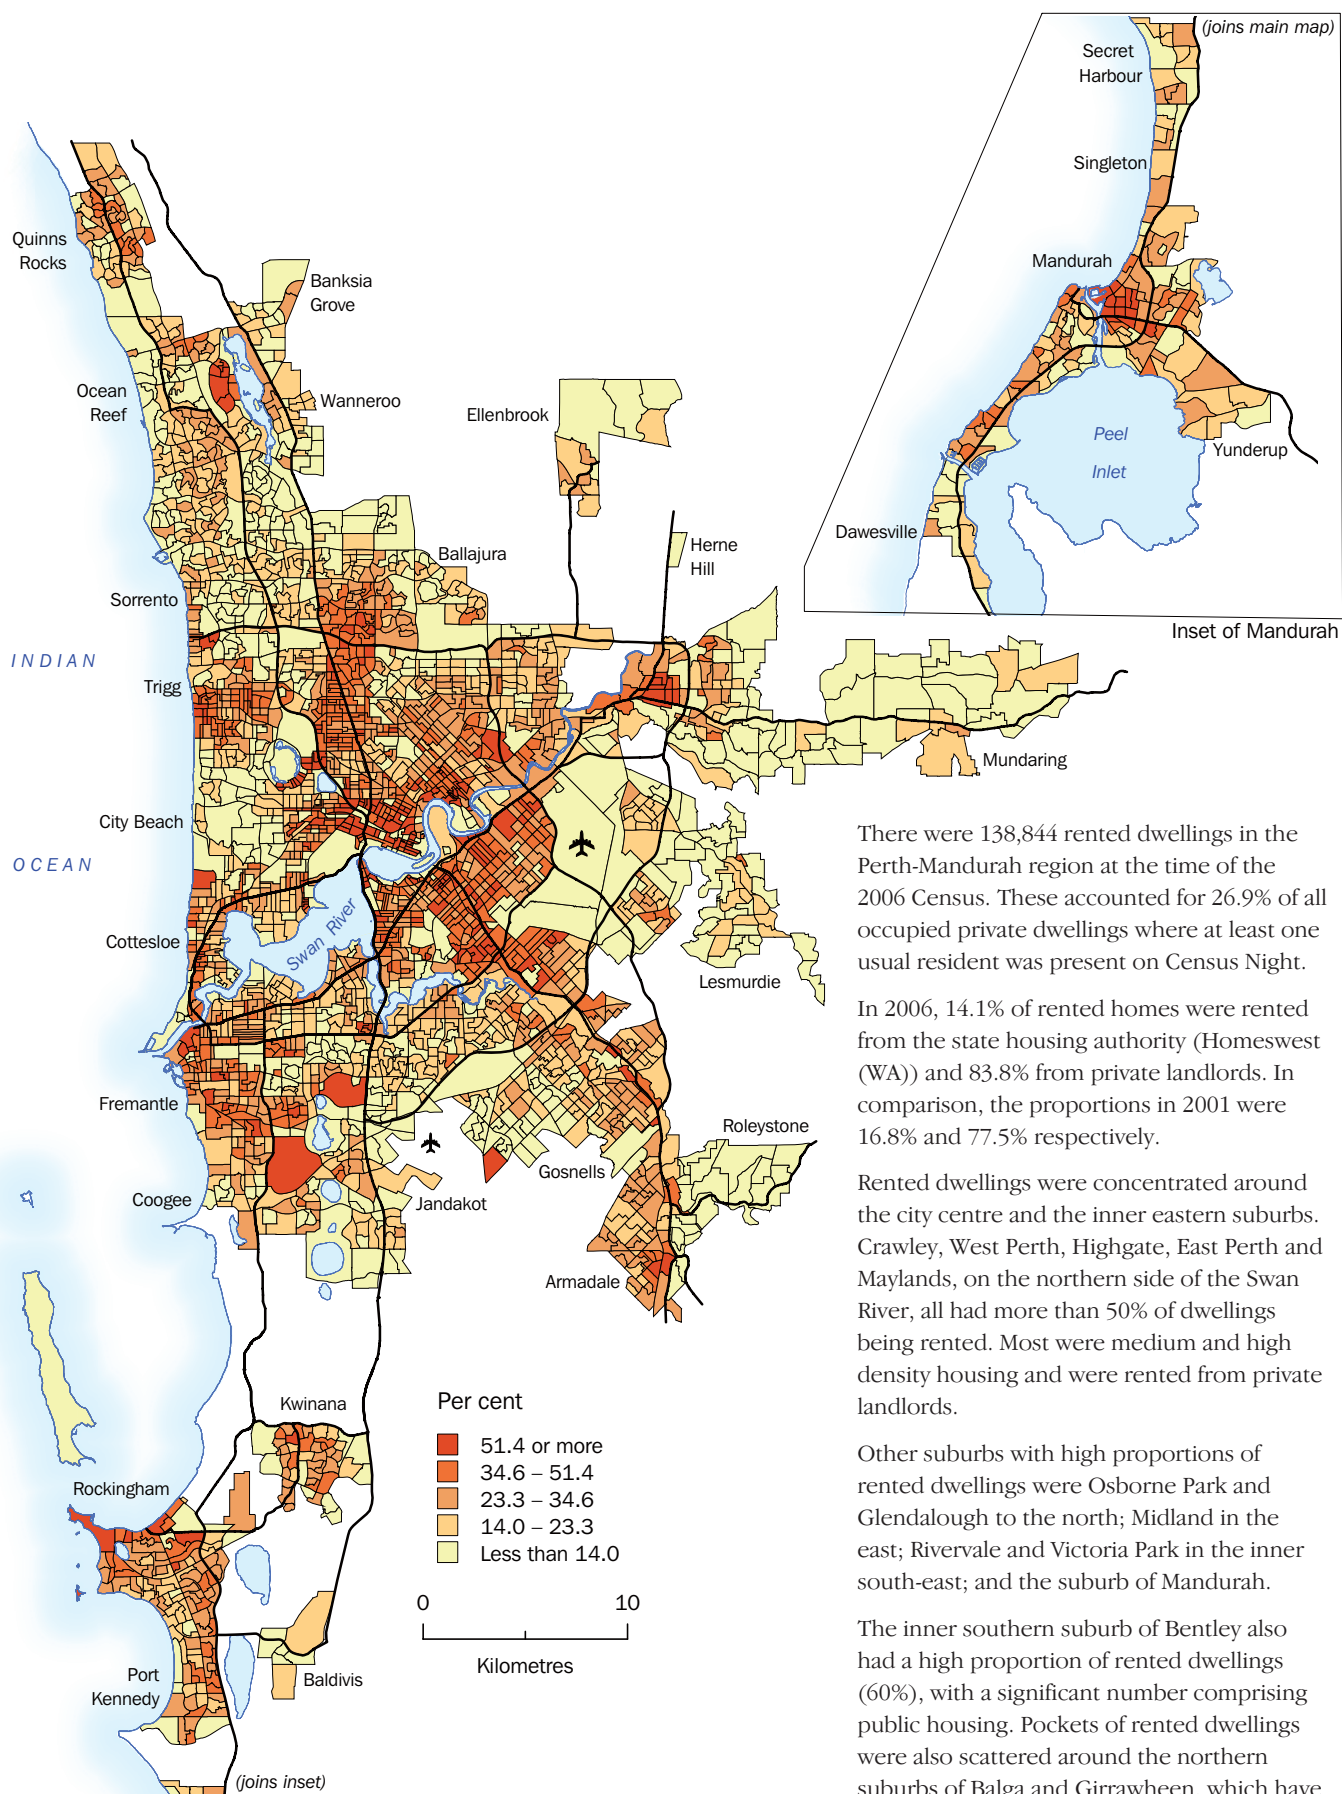 (joins main map)
Secret
Harbour
Singleton
Mandurah
Peel
Inlet
Yunderup
Dawesville
Inset of Mandurah
Quinns
Rocks
Banksia
Grove
Ocean
Reef
Wanneroo
Ellenbrook
Ballajura
Herne
Hill
Sorrento
INDIAN
Trigg
Mundaring
City Beach
OCEAN
Swan River
Cottesloe
Lesmurdie
Fremantle
Roleystone
Gosnells
Coogee
Jandakot
Armadale
Kwinana
Rockingham
Port
Kennedy
Baldivis
(joins inset)
Per cent
51.4 or more
34.6 – 51.4
23.3 – 34.6
14.0 – 23.3
Less than 14.0
0 10
Kilometres
There were 138,844 rented dwellings in the
Perth-Mandurah region at the time of the
2006 Census. These accounted for 26.9% of all
occupied private dwellings where at least one
usual resident was present on Census Night.
In 2006, 14.1% of rented homes were rented
from the state housing authority (Homeswest
(WA)) and 83.8% from private landlords. In
comparison, the proportions in 2001 were
16.8% and 77.5% respectively.
Rented dwellings were concentrated around
the city centre and the inner eastern suburbs.
Crawley, West Perth, Highgate, East Perth and
Maylands, on the northern side of the Swan
River, all had more than 50% of dwellings
being rented. Most were medium and high
density housing and were rented from private
landlords.
Other suburbs with high proportions of
rented dwellings were Osborne Park and
Glendalough to the north; Midland in the
east; Rivervale and Victoria Park in the inner
south-east; and the suburb of Mandurah.
The inner southern suburb of Bentley also
had a high proportion of rented dwellings
(60%), with a significant number comprising
public housing. Pockets of rented dwellings
were also scattered around the northern
suburbs of Balga and Girrawheen, which have